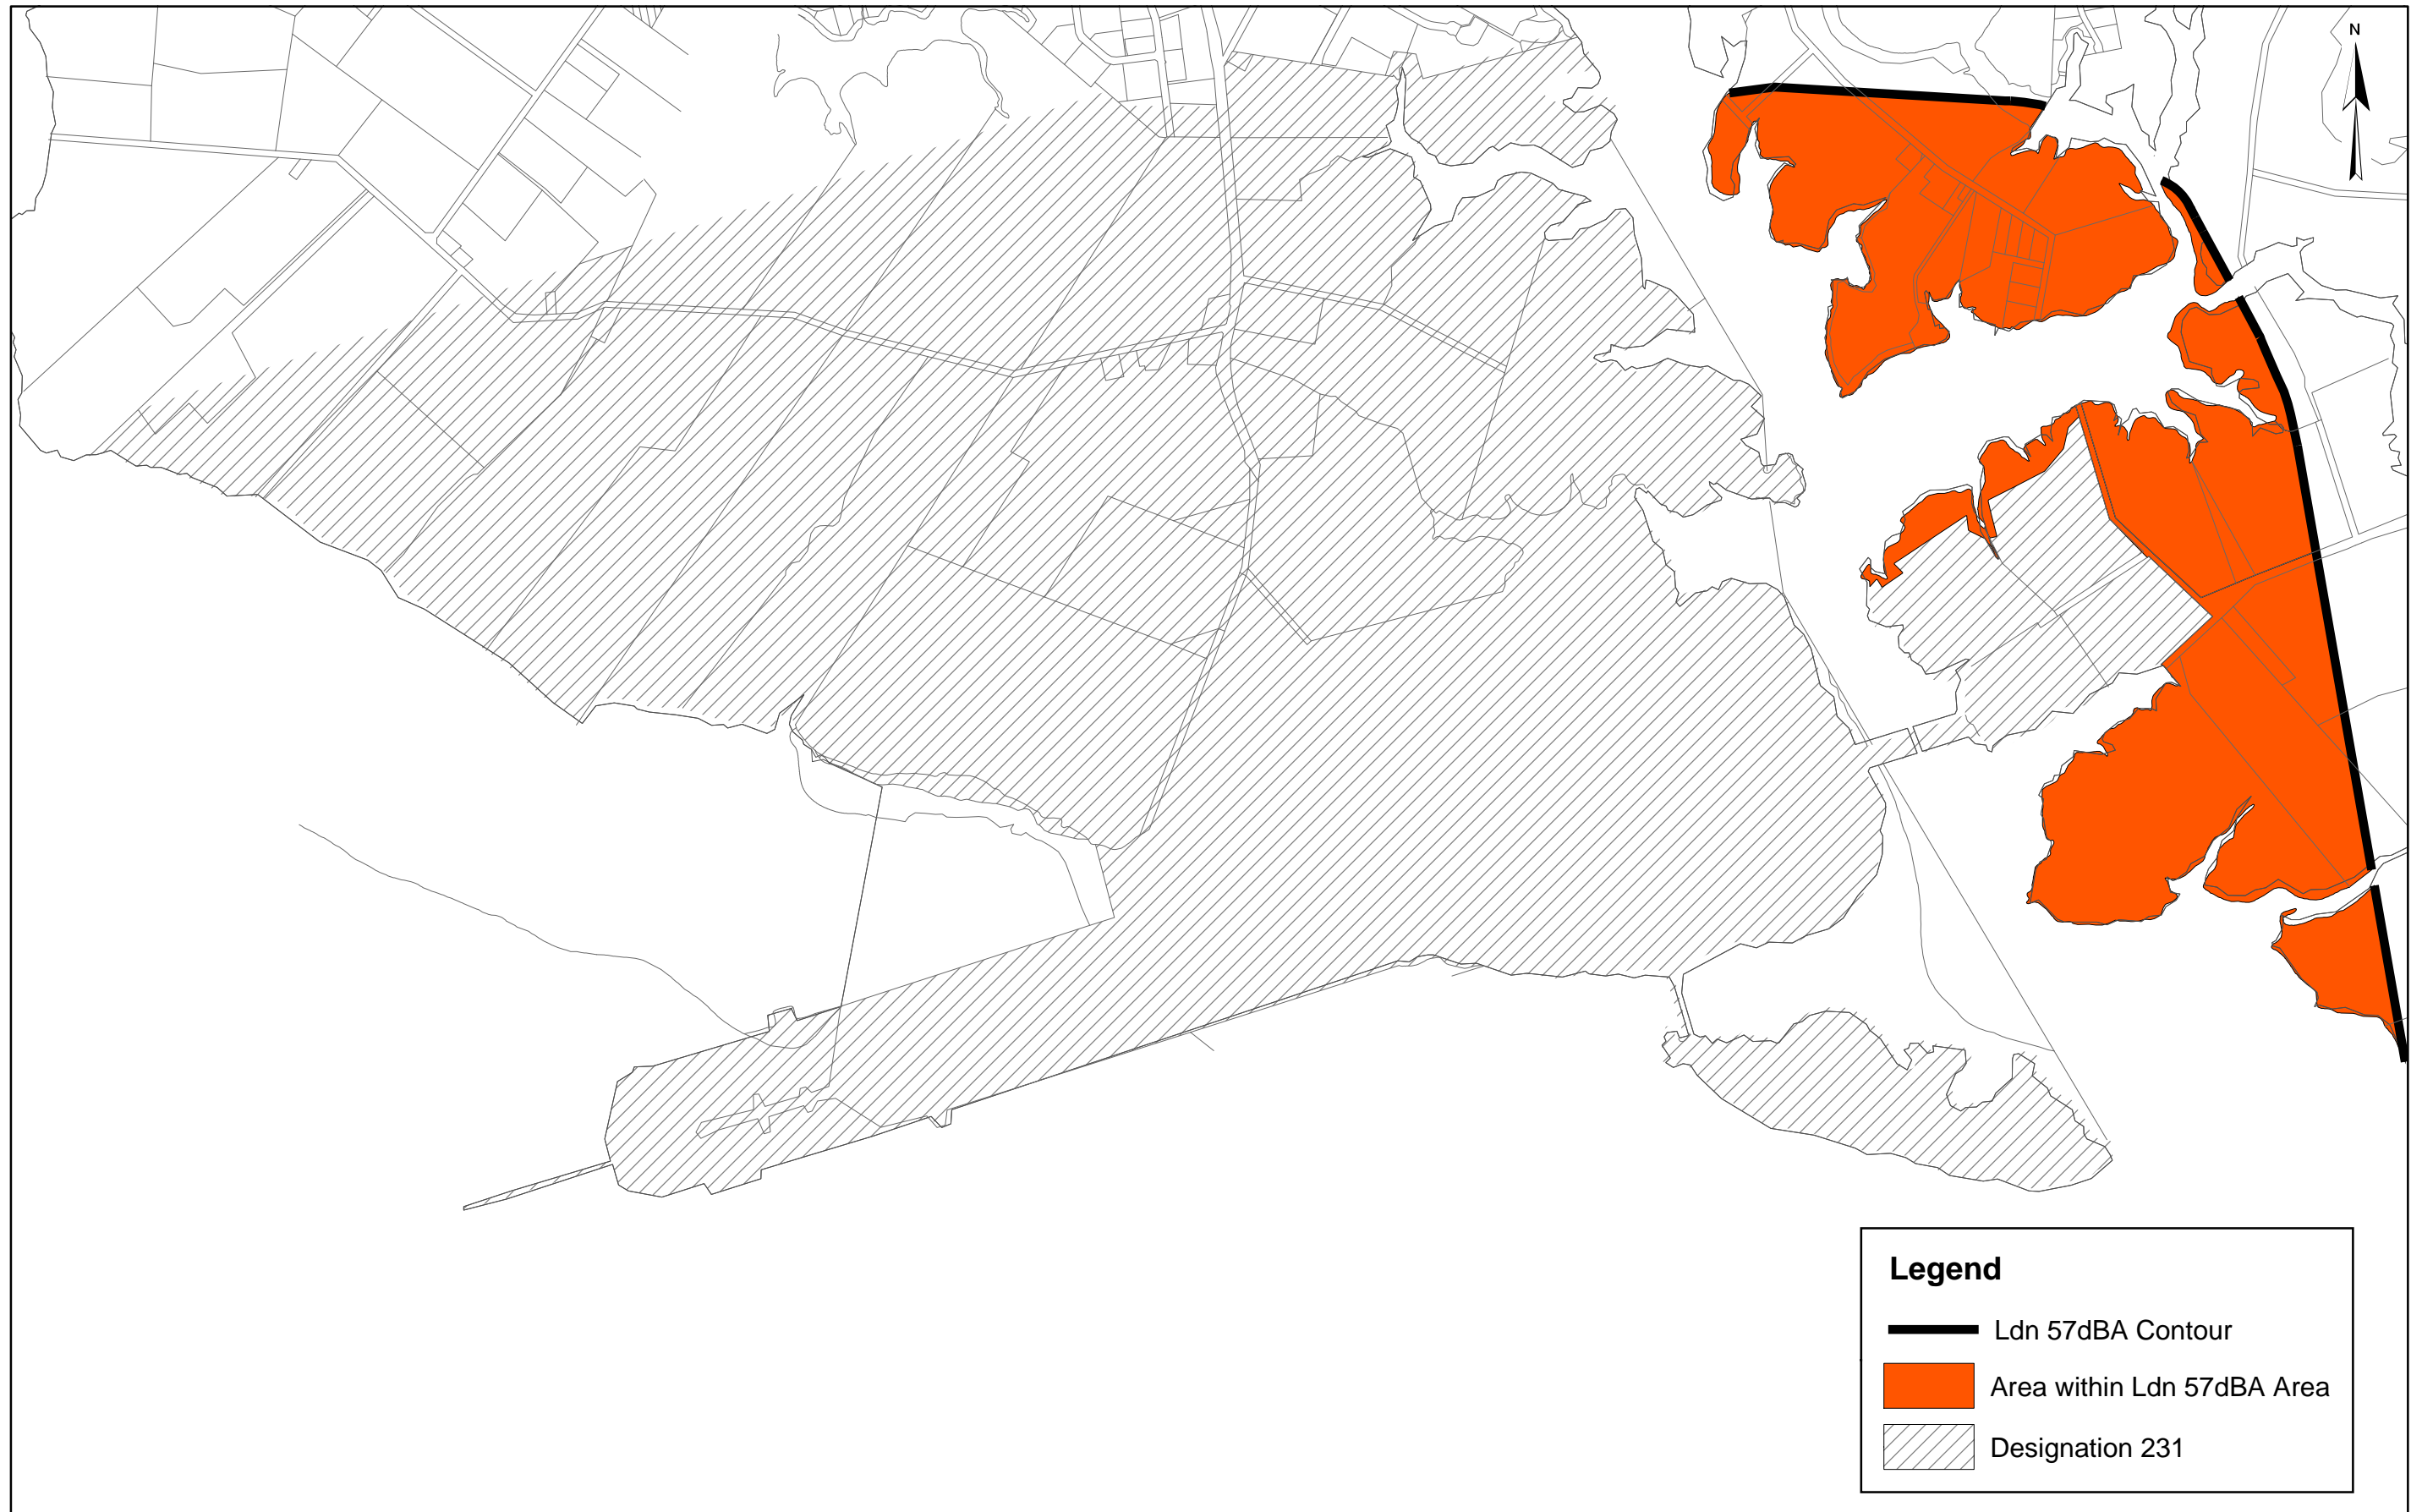 N
Legend
Ldn 57dBA Contour
Area within Ldn 57dBA Area
Designation 231